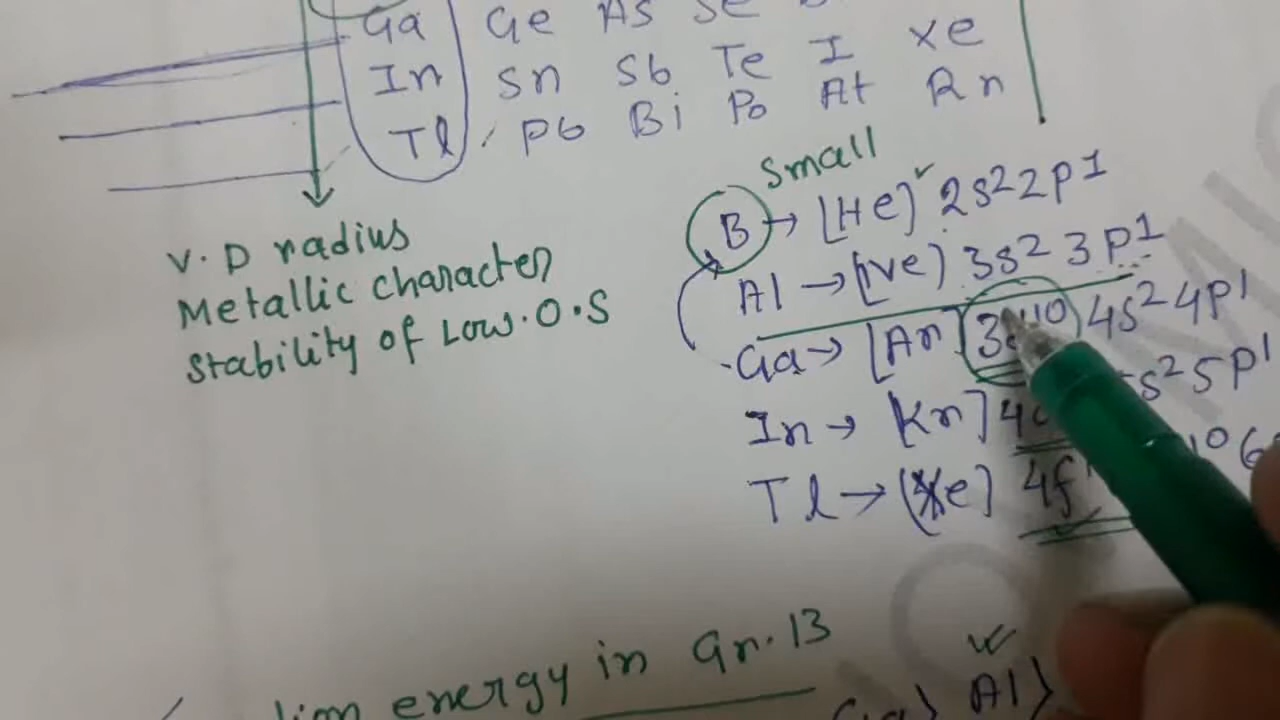 Ga Ge As Se
In Sn Sb Te I Xe
Tl Pb Bi Po At Rn
Small
V.D radius
Metallic character
Stability of Low.O.S
B → [He] 2s² 2p¹
Al → [Ne] 3s² 3p¹
Ga → [Ar] 3d¹⁰ 4s² 4p¹
In → [Kr] s² 5p¹
Tl → [Xe] 4f
energy in Gr.13
Al >